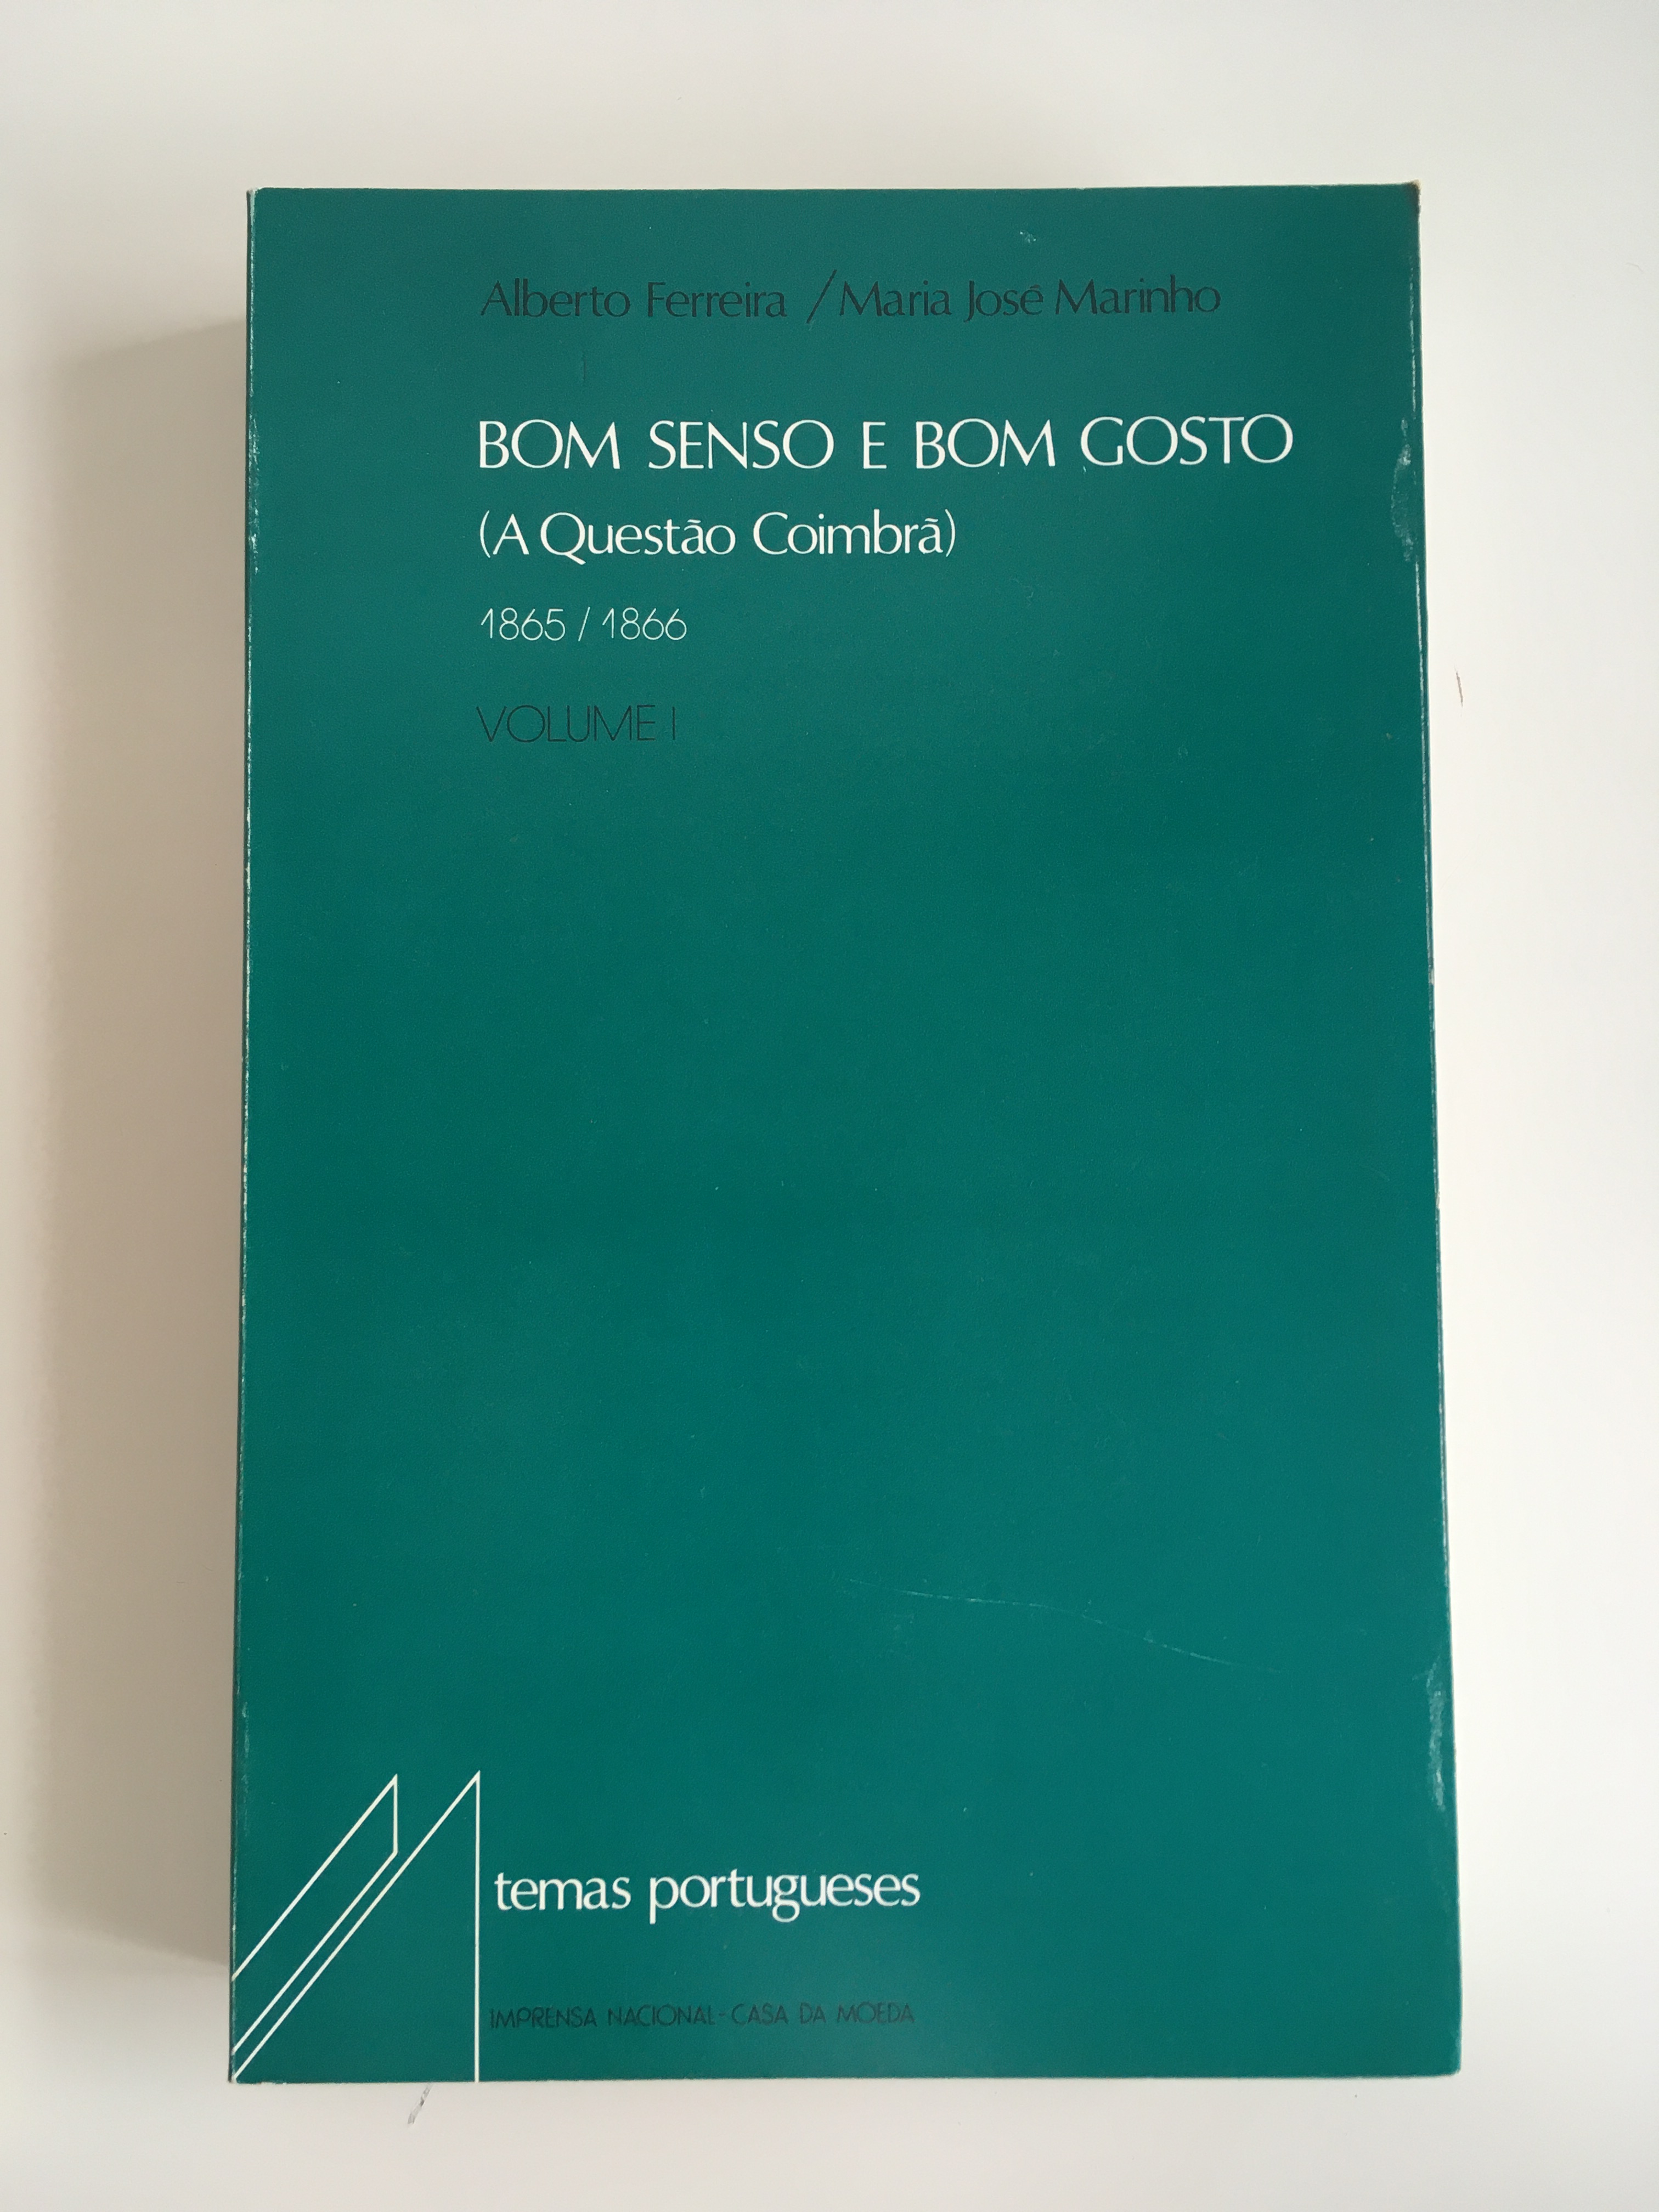 Alberto Ferreira / Maria José Marinho
BOM SENSO E BOM GOSTO
(A Questão Coimbrã)
1865 / 1866
VOLUME I
temas portugueses
IMPRENSA NACIONAL - CASA DA MOEDA